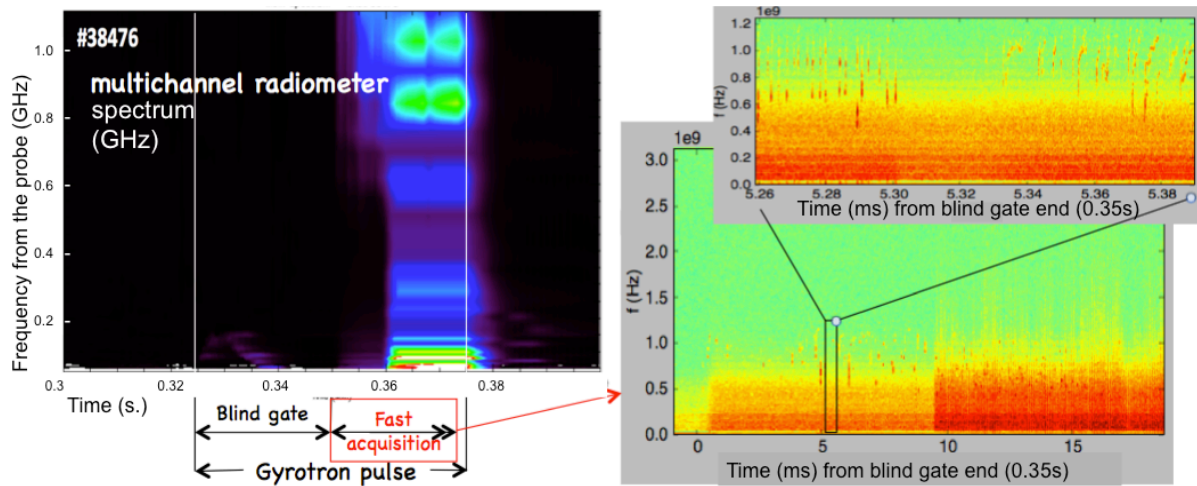 #38476
multichannel radiometer
spectrum
(GHz)
Frequency from the probe (GHz)
1.0
0.8
0.6
0.4
0.2
0.3
0.32
0.34
0.36
0.38
Time (s.)
Blind gate
Fast
acquisition
Gyrotron pulse
1e9
f (Hz)
1.2
1.0
0.8
0.6
0.4
0.2
0.0
5.26
5.28
5.30
5.32
5.34
5.36
5.38
Time (ms) from blind gate end (0.35s)
1e9
f (Hz)
3.0
2.5
2.0
1.5
1.0
0.5
0.0
0
5
10
15
Time (ms) from blind gate end (0.35s)